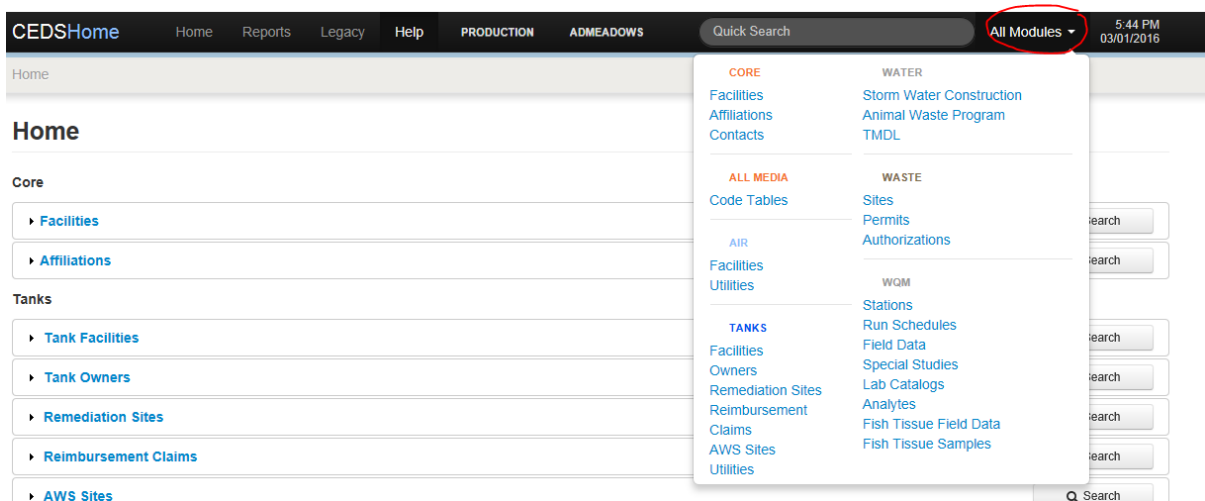 CEDSHome Home Reports Legacy Help PRODUCTION ADMEADOWS Quick Search All Modules 5:44 PM
03/01/2016
Home
Home
Core
Facilities
Affiliations
Tanks
Tank Facilities
Tank Owners
Remediation Sites
Reimbursement Claims
AWS Sites
CORE
Facilities
Affiliations
Contacts
ALL MEDIA
Code Tables
AIR
Facilities
Utilities
TANKS
Facilities
Owners
Remediation Sites
Reimbursement
Claims
AWS Sites
Utilities
WATER
Storm Water Construction
Animal Waste Program
TMDL
WASTE
Sites
Permits
Authorizations
WQM
Stations
Run Schedules
Field Data
Special Studies
Lab Catalogs
Analytes
Fish Tissue Field Data
Fish Tissue Samples
earch
earch
earch
earch
earch
earch
Search